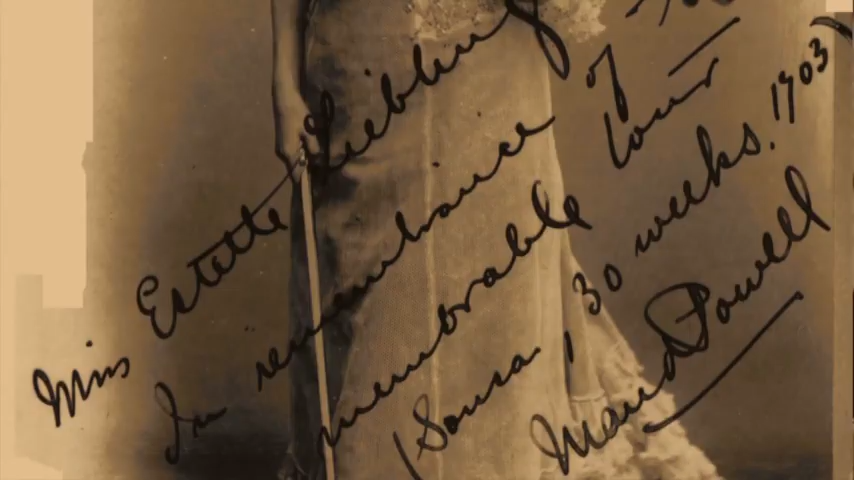 Miss Estelle Liebling
In remembrance of
memorable tour
(Sousa, 30 weeks. 1903)
Maud Powell